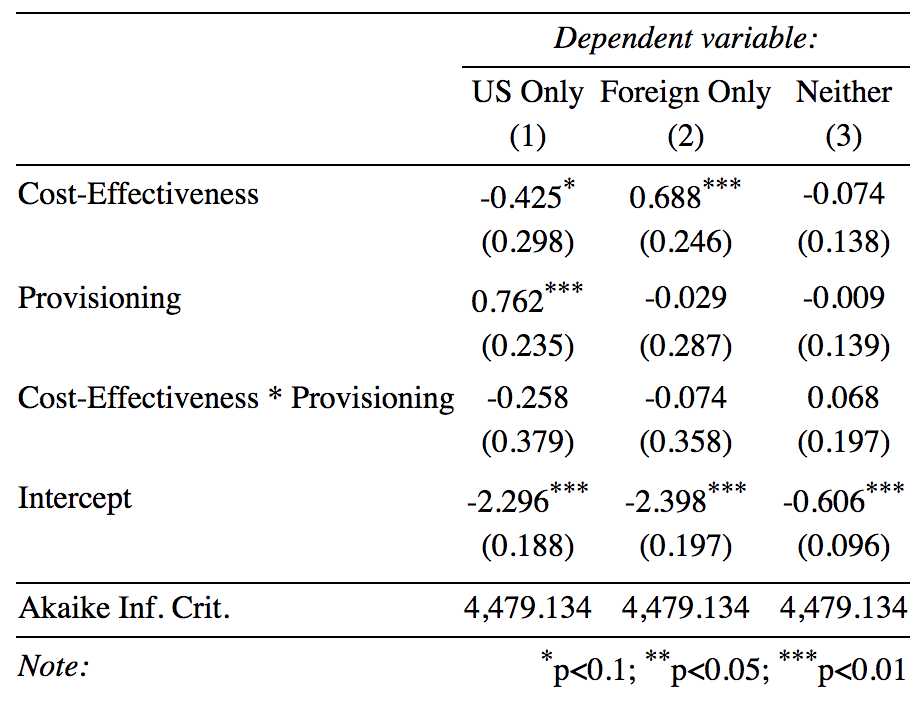 Dependent variable:
US Only Foreign Only Neither
(1) (2) (3)
Cost-Effectiveness -0.425* 0.688*** -0.074
(0.298) (0.246) (0.138)
Provisioning 0.762*** -0.029 -0.009
(0.235) (0.287) (0.139)
Cost-Effectiveness * Provisioning -0.258 -0.074 0.068
(0.379) (0.358) (0.197)
Intercept -2.296*** -2.398*** -0.606***
(0.188) (0.197) (0.096)
Akaike Inf. Crit. 4,479.134 4,479.134 4,479.134
Note: *p<0.1; **p<0.05; ***p<0.01